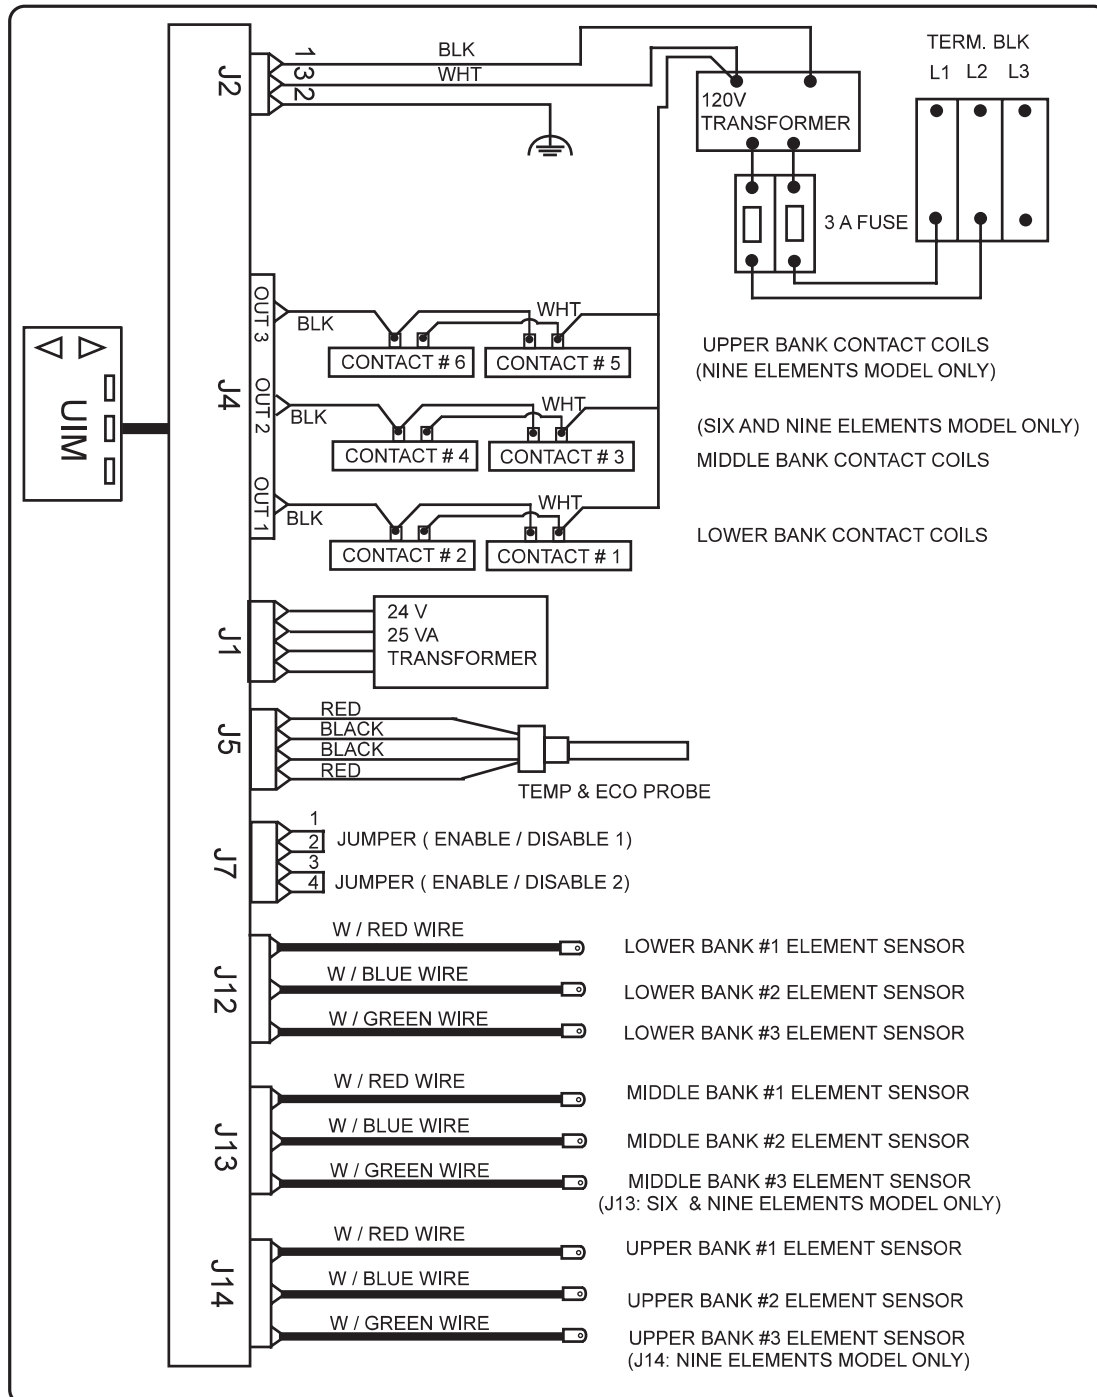 J2
1
3
2
BLK
WHT
120V
TRANSFORMER
TERM. BLK
L1 L2 L3
3 A FUSE
UIM
J4
OUT 3
BLK
WHT
CONTACT # 6
CONTACT # 5
UPPER BANK CONTACT COILS
(NINE ELEMENTS MODEL ONLY)
OUT 2
BLK
WHT
CONTACT # 4
CONTACT # 3
(SIX AND NINE ELEMENTS MODEL ONLY)
MIDDLE BANK CONTACT COILS
OUT 1
BLK
WHT
CONTACT # 2
CONTACT # 1
LOWER BANK CONTACT COILS
J1
24 V
25 VA
TRANSFORMER
J5
RED
BLACK
BLACK
RED
TEMP & ECO PROBE
J7
1
2
3
4
JUMPER ( ENABLE / DISABLE 1)
JUMPER ( ENABLE / DISABLE 2)
J12
W / RED WIRE
LOWER BANK #1 ELEMENT SENSOR
W / BLUE WIRE
LOWER BANK #2 ELEMENT SENSOR
W / GREEN WIRE
LOWER BANK #3 ELEMENT SENSOR
J13
W / RED WIRE
MIDDLE BANK #1 ELEMENT SENSOR
W / BLUE WIRE
MIDDLE BANK #2 ELEMENT SENSOR
W / GREEN WIRE
MIDDLE BANK #3 ELEMENT SENSOR
(J13: SIX & NINE ELEMENTS MODEL ONLY)
J14
W / RED WIRE
UPPER BANK #1 ELEMENT SENSOR
W / BLUE WIRE
UPPER BANK #2 ELEMENT SENSOR
W / GREEN WIRE
UPPER BANK #3 ELEMENT SENSOR
(J14: NINE ELEMENTS MODEL ONLY)